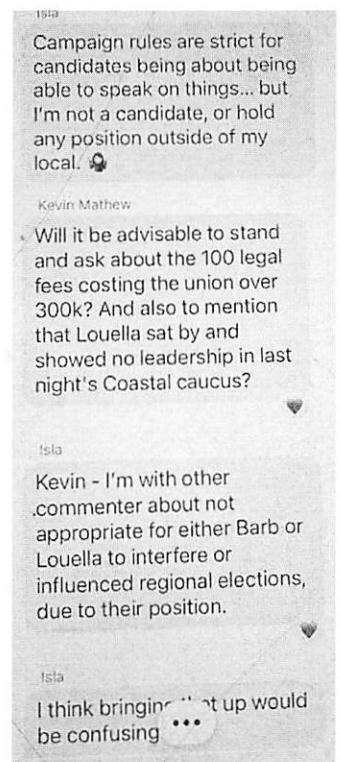 Isla
Campaign rules are strict for
candidates being about being
able to speak on things... but
I'm not a candidate, or hold
any position outside of my
local.
Kevin Mathew
Will it be advisable to stand
and ask about the 100 legal
fees costing the union over
300k? And also to mention
that Louella sat by and
showed no leadership in last
night's Coastal caucus?
Isla
Kevin - I'm with other
commenter about not
appropriate for either Barb or
Louella to interfere or
influenced regional elections,
due to their position.
Isla
I think bringing up would
be confusing